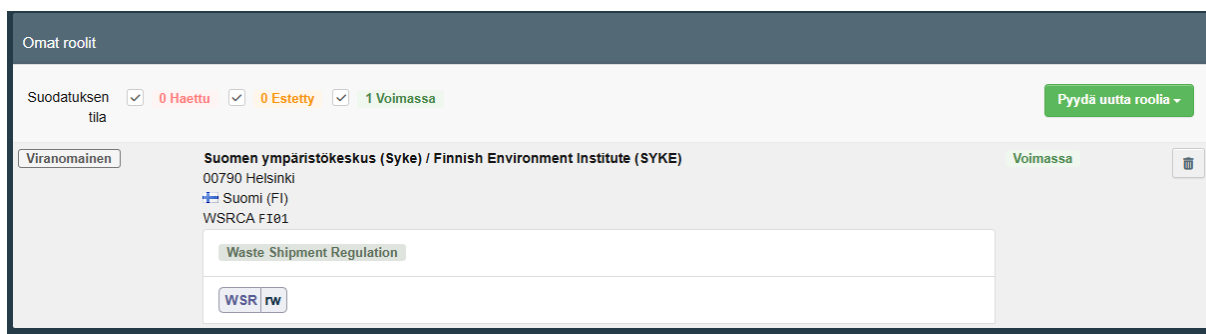 Omat roolit
Suodatuksen tila 0 Haettu 0 Estetty 1 Voimassa Pyydä uutta roolia
Viranomainen Suomen ympäristökeskus (Syke) / Finnish Environment Institute (SYKE) Voimassa
00790 Helsinki
Suomi (FI)
WSRCA FI01
Waste Shipment Regulation
WSR rw